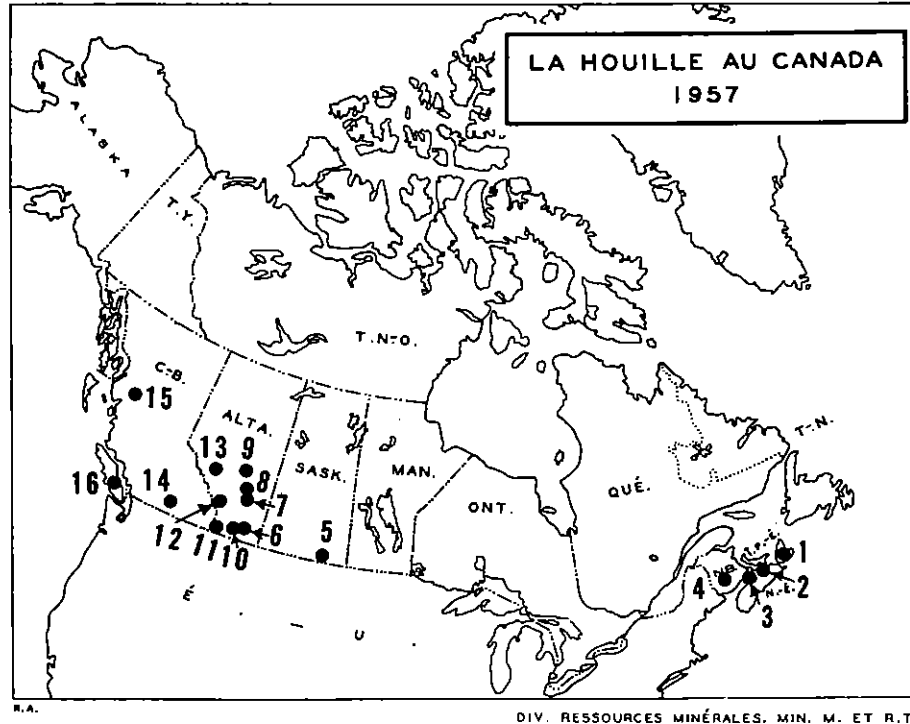 LA HOUILLE AU CANADA
1957
ALASKA
T.Y.
T.N-O.
C-B.
15
ALTA.
13 9
8
SASK.
MAN.
16
14
7
12
11
10
6
5
ONT.
QUÉ.
T-N.
N.B.
1
4
N.-É.
2
3
É - U.
R.A.
DIV. RESSOURCES MINÉRALES, MIN. M. ET R.T